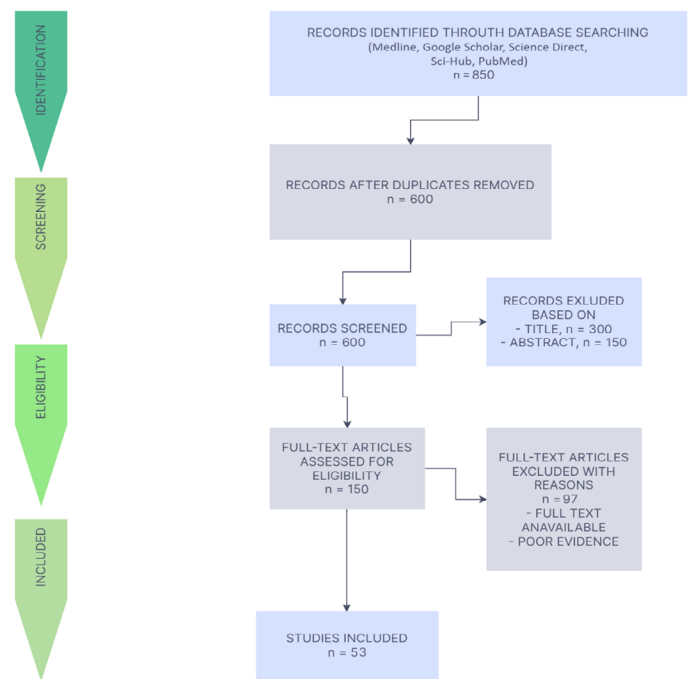 IDENTIFICATION
RECORDS IDENTIFIED THROUTH DATABASE SEARCHING
(Medline, Google Scholar, Science Direct,
Sci-Hub, PubMed)
n = 850
RECORDS AFTER DUPLICATES REMOVED
n = 600
SCREENING
RECORDS SCREENED
n = 600
RECORDS EXLUDED
BASED ON
- TITLE, n = 300
- ABSTRACT, n = 150
ELIGIBILITY
FULL-TEXT ARTICLES
ASSESSED FOR
ELIGIBILITY
n = 150
FULL-TEXT ARTICLES
EXCLUDED WITH
REASONS
n = 97
- FULL TEXT
ANAVAILABLE
- POOR EVIDENCE
INCLUDED
STUDIES INCLUDED
n = 53